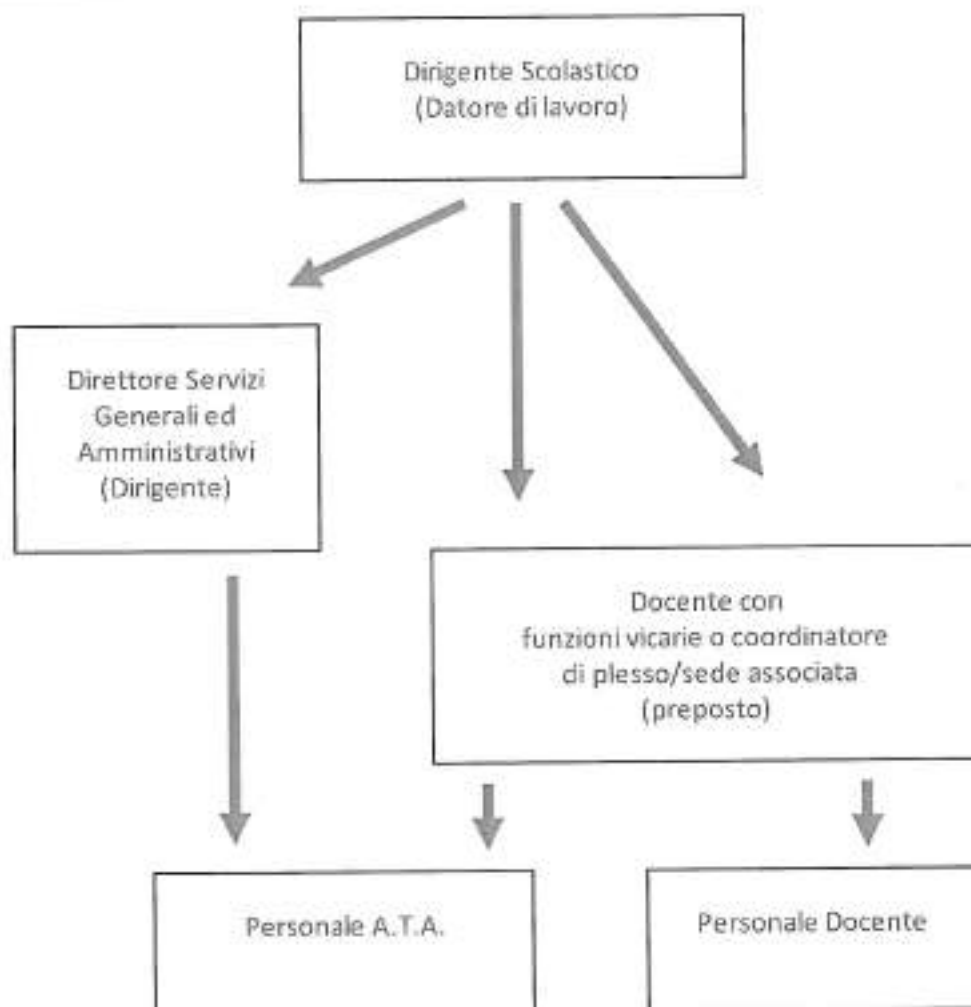 Dirigente Scolastico
(Datore di lavoro)
Direttore Servizi
Generali ed
Amministrativi
(Dirigente)
Docente con
funzioni vicarie o coordinatore
di plesso/sede associata
(preposto)
Personale A.T.A.
Personale Docente